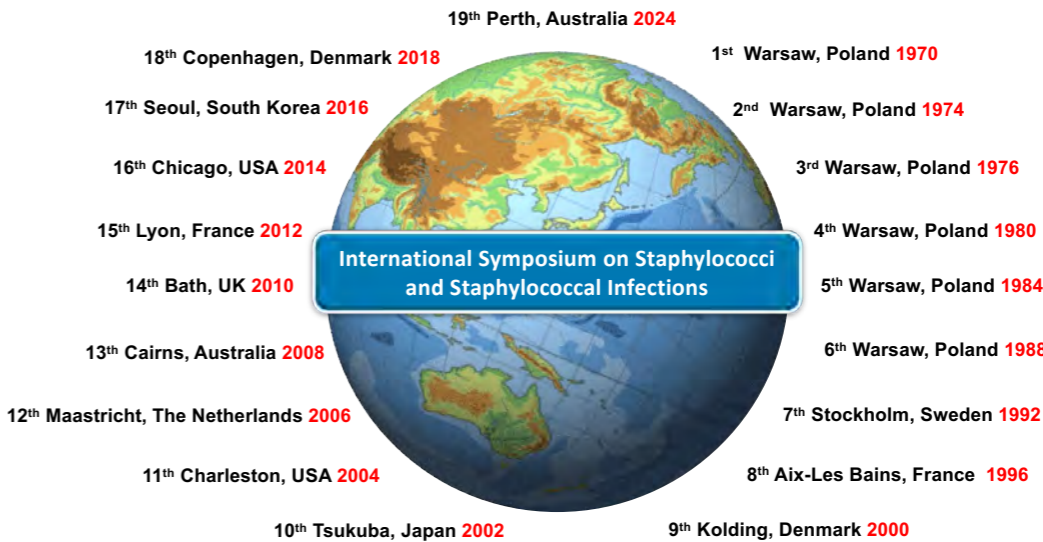 19th Perth, Australia 2024
1st Warsaw, Poland 1970
2nd Warsaw, Poland 1974
3rd Warsaw, Poland 1976
4th Warsaw, Poland 1980
5th Warsaw, Poland 1984
6th Warsaw, Poland 1988
7th Stockholm, Sweden 1992
8th Aix-Les Bains, France 1996
9th Kolding, Denmark 2000
10th Tsukuba, Japan 2002
11th Charleston, USA 2004
12th Maastricht, The Netherlands 2006
13th Cairns, Australia 2008
14th Bath, UK 2010
15th Lyon, France 2012
16th Chicago, USA 2014
17th Seoul, South Korea 2016
18th Copenhagen, Denmark 2018
International Symposium on Staphylococci
and Staphylococcal Infections